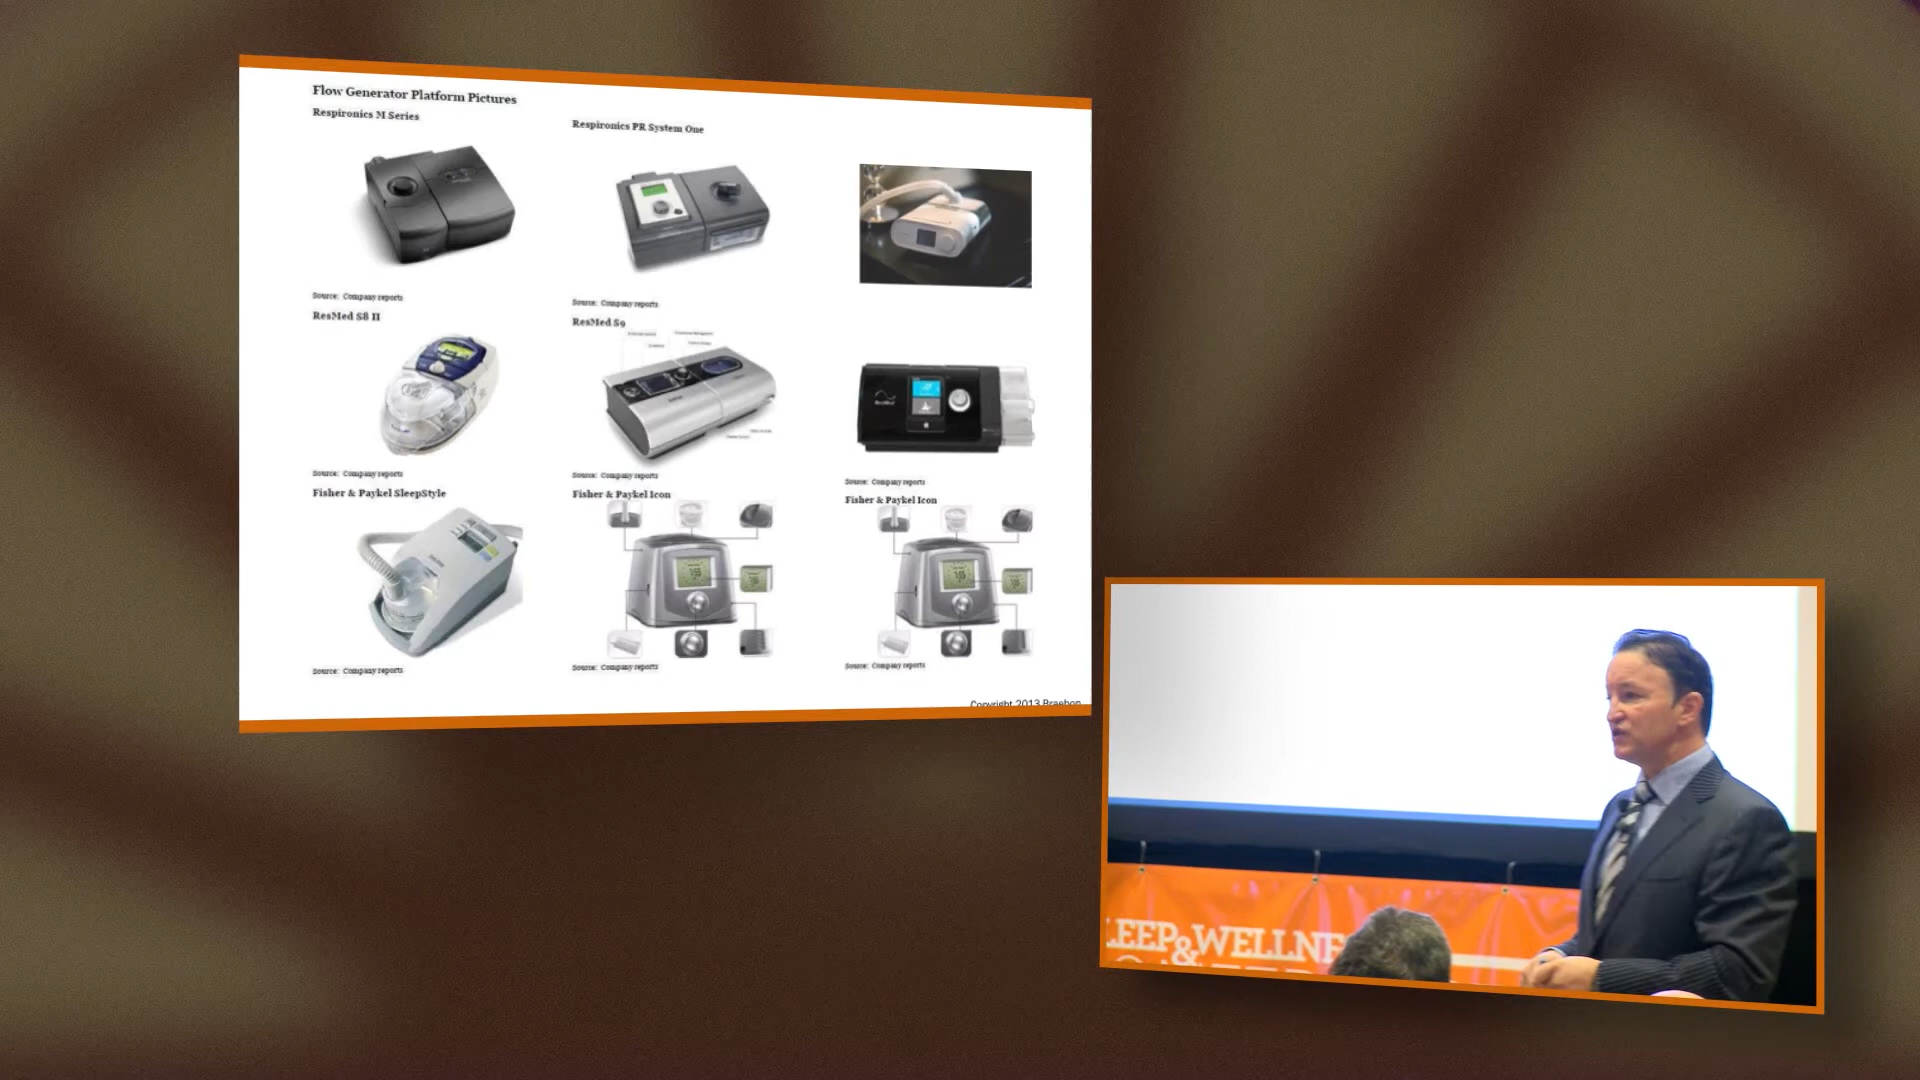 Flow Generator Platform Pictures
Respironics M Series
Respironics PR System One
Source: Company reports
Source: Company reports
ResMed S8 II
ResMed S9
ResMed
Source: Company reports
Source: Company reports
Source: Company reports
Fisher & Paykel SleepStyle
Fisher & Paykel Icon
Fisher & Paykel Icon
Source: Company reports
Source: Company reports
Source: Company reports
Copyright 2013 Braebon
LEEP&WELLNE